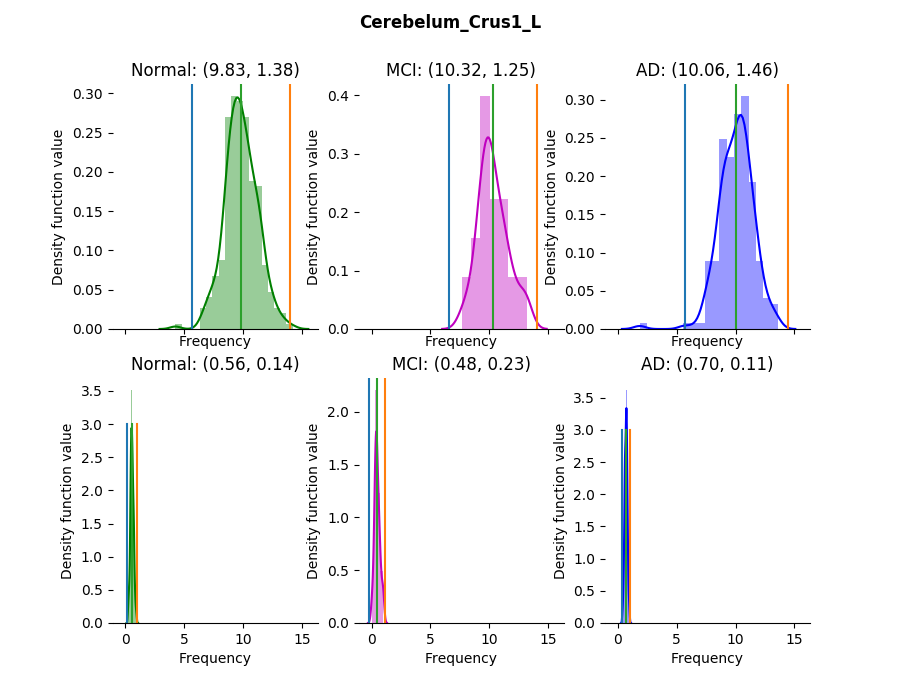 Cerebelum_Crus1_L
Normal: (9.83, 1.38)
MCI: (10.32, 1.25)
AD: (10.06, 1.46)
Density function value
0.30
0.25
0.20
0.15
0.10
0.05
0.00
Frequency
Density function value
0.4
0.3
0.2
0.1
0.0
Frequency
Density function value
0.30
0.25
0.20
0.15
0.10
0.05
0.00
Frequency
Normal: (0.56, 0.14)
MCI: (0.48, 0.23)
AD: (0.70, 0.11)
Density function value
3.5
3.0
2.5
2.0
1.5
1.0
0.5
0.0
0 5 10 15
Frequency
Density function value
2.0
1.5
1.0
0.5
0.0
0 5 10 15
Frequency
Density function value
3.5
3.0
2.5
2.0
1.5
1.0
0.5
0.0
0 5 10 15
Frequency